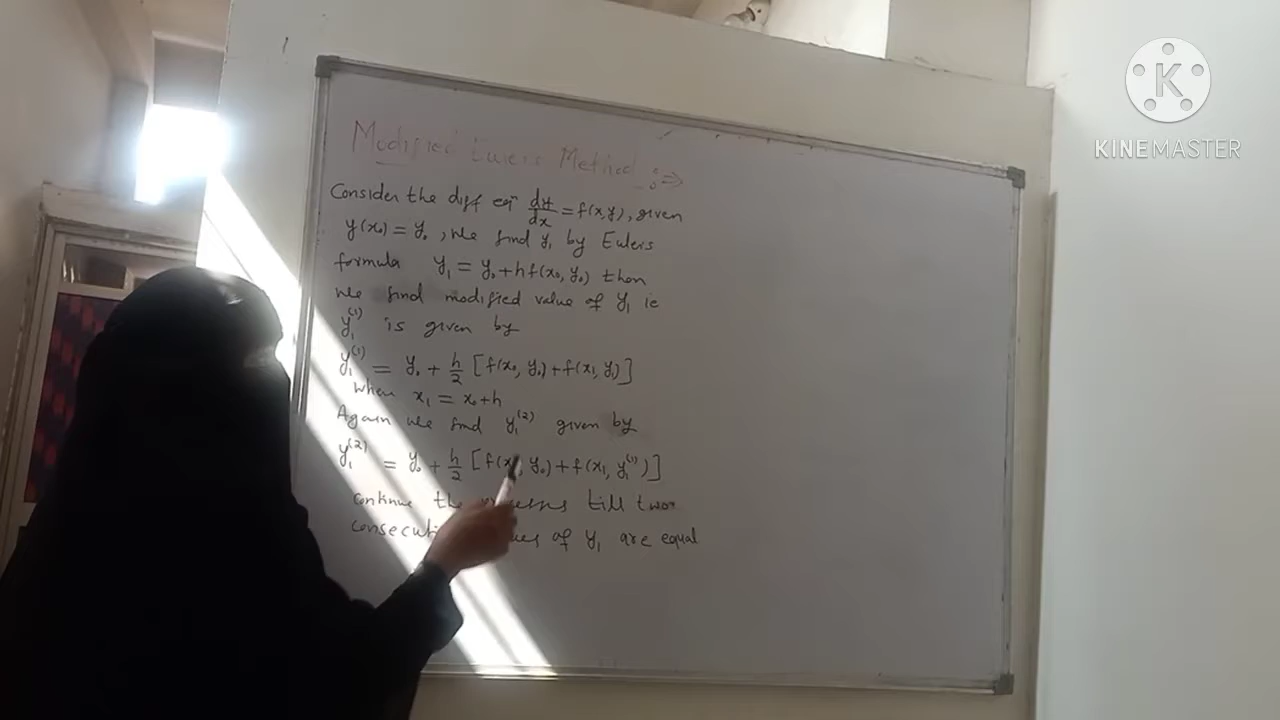 Modified Eulers Method :⇒
Consider the diff eqn dy/dx = f(x,y), given
y(x₀) = y₀, We find y₁ by Eulers
formula y₁ = y₀ + hf(x₀, y₀) then
We find modified value of y₁ ie
y₁⁽¹⁾ is given by
y₁⁽¹⁾ = y₀ + h/2 [f(x₀, y₀) + f(x₁, y₁)]
when x₁ = x₀ + h
Again We find y₁⁽²⁾ given by
y₁⁽²⁾ = y₀ + h/2 [f(x₀, y₀) + f(x₁, y₁⁽¹⁾)]
continue the till two
of y₁ are equal
K
KINEMASTER